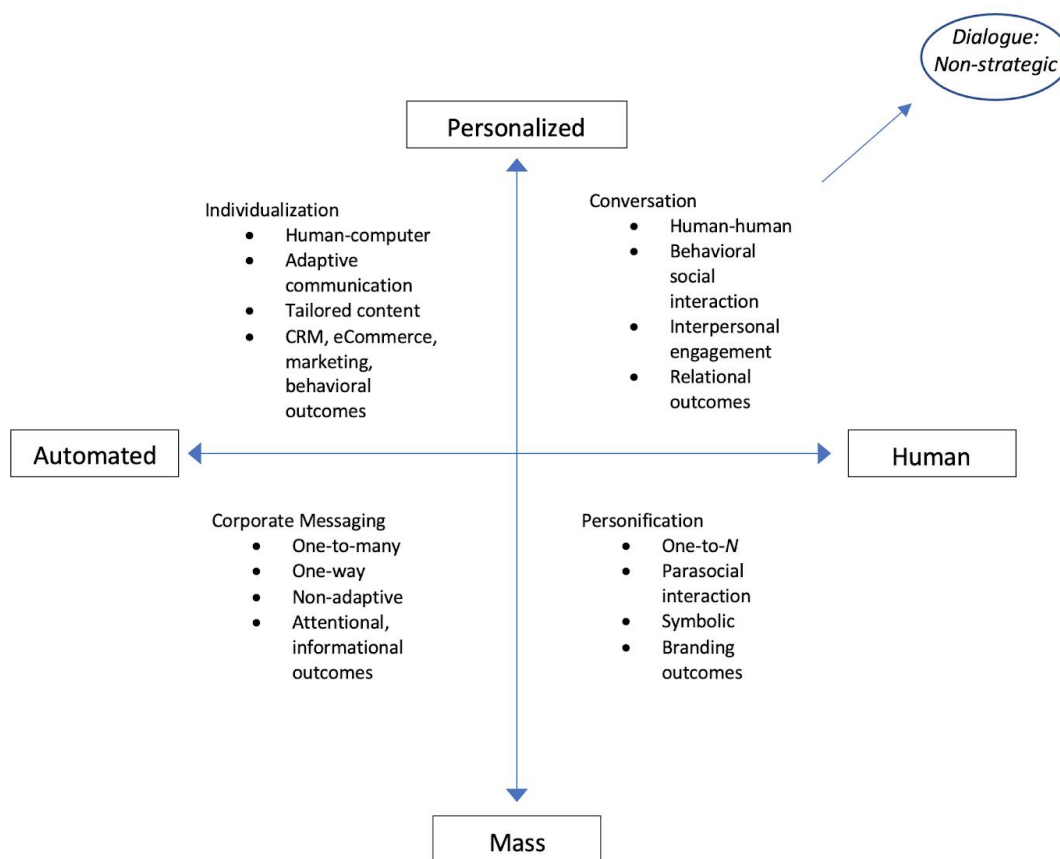 Dialogue:
Non-strategic
Personalized
Individualization
• Human-computer
• Adaptive
communication
• Tailored content
• CRM, eCommerce,
marketing,
behavioral
outcomes
Conversation
• Human-human
• Behavioral
social
interaction
• Interpersonal
engagement
• Relational
outcomes
Automated
Human
Corporate Messaging
• One-to-many
• One-way
• Non-adaptive
• Attentional,
informational
outcomes
Personification
• One-to-N
• Parasocial
interaction
• Symbolic
• Branding
outcomes
Mass